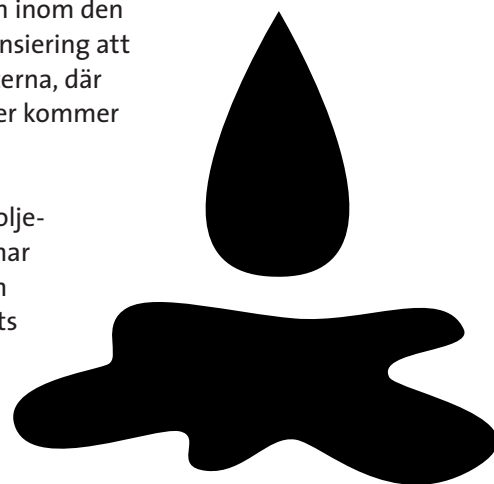 inom den
nsiering att
erna, där
er kommer
olje-
nar
ts